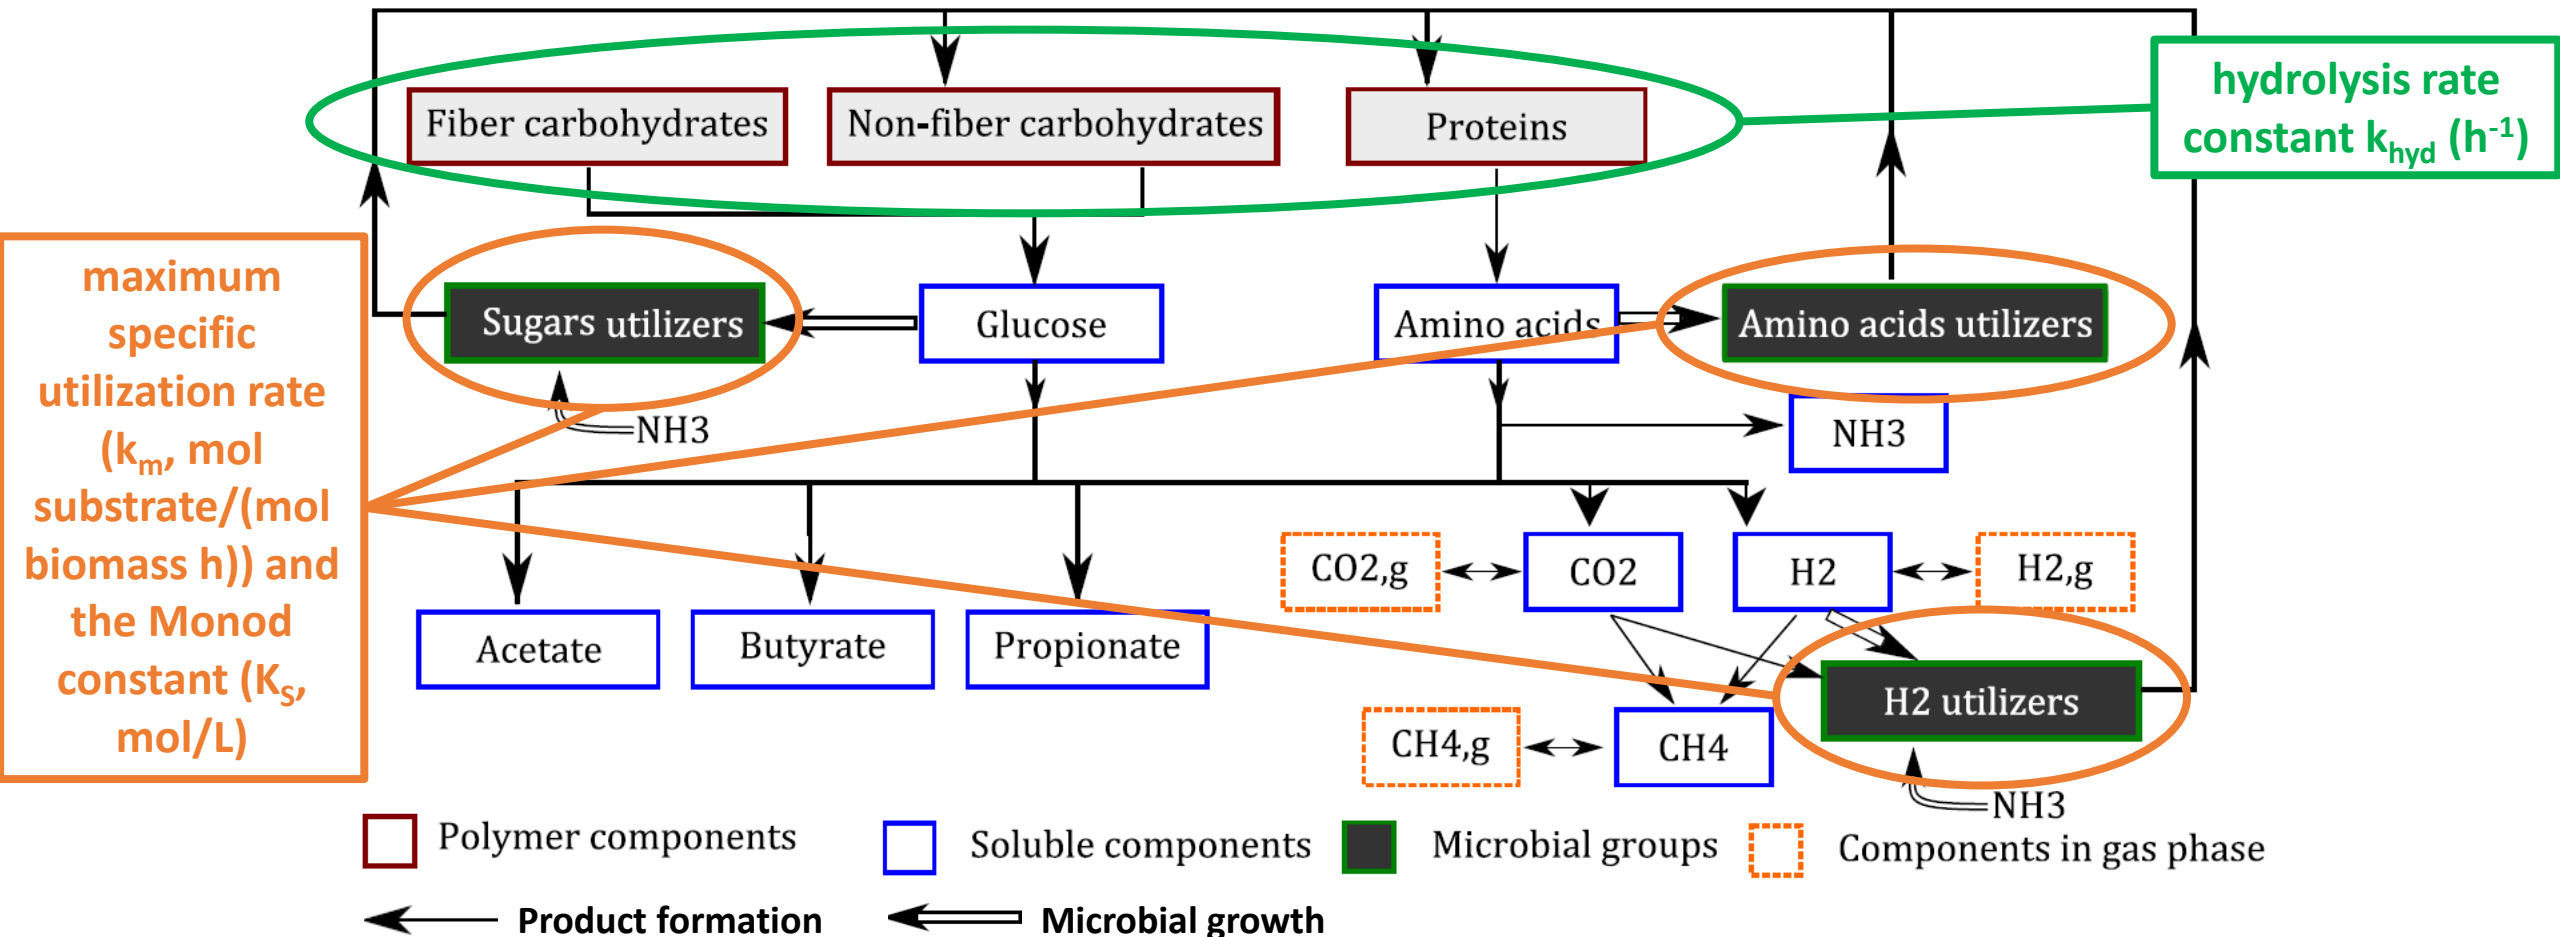 hydrolysis rate
constant khyd (h-1)
Fiber carbohydrates
Non-fiber carbohydrates
Proteins
maximum
specific
utilization rate
(km, mol
substrate/(mol
biomass h)) and
the Monod
constant (KS,
mol/L)
Sugars utilizers
Glucose
Amino acids
Amino acids utilizers
NH3
NH3
CO2,g
CO2
H2
H2,g
Acetate
Butyrate
Propionate
H2 utilizers
CH4,g
CH4
NH3
Polymer components
Soluble components
Microbial groups
Components in gas phase
Product formation
Microbial growth